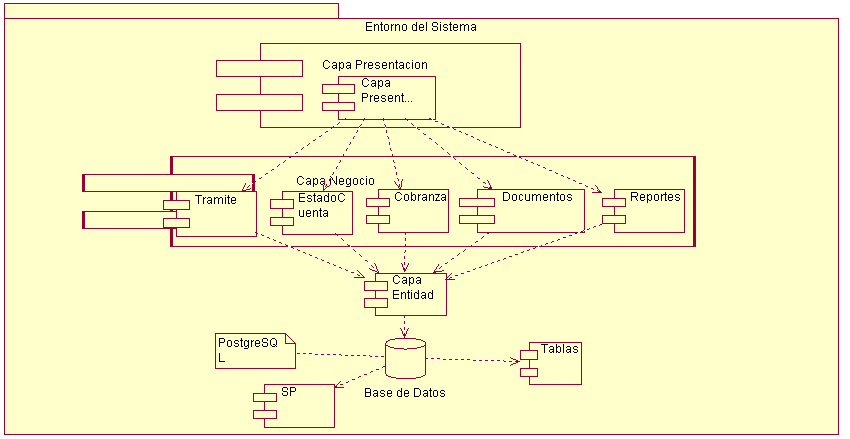 Entorno del Sistema
Capa Presentacion
Capa
Present...
Capa Negocio
Tramite
EstadoC
uenta
Cobranza
Documentos
Reportes
Capa
Entidad
PostgreSQ
L
Tablas
Base de Datos
SP